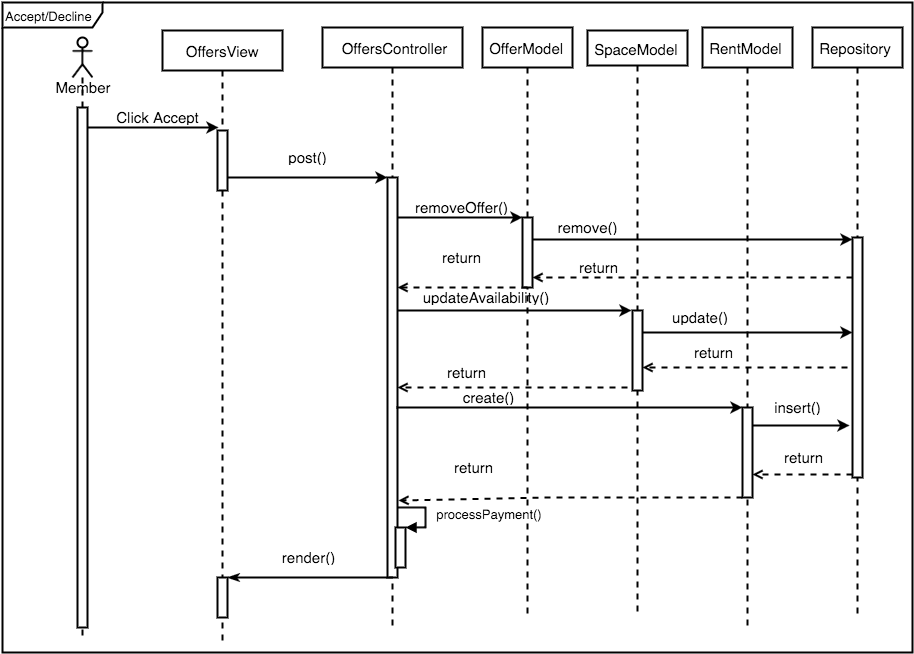 Accept/Decline
Member
OffersView
OffersController
OfferModel
SpaceModel
RentModel
Repository
Click Accept
post()
removeOffer()
remove()
return
return
updateAvailability()
update()
return
return
create()
insert()
return
return
processPayment()
render()